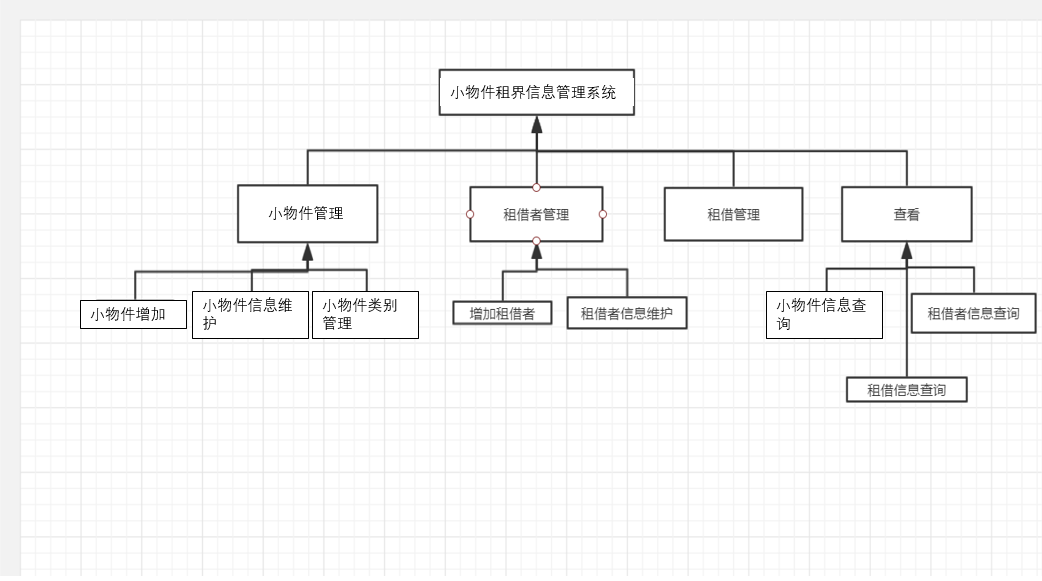 小物件租界信息管理系统
小物件管理
租借者管理
租借管理
查看
小物件增加
小物件信息维
护
小物件类别
管理
增加租借者
租借者信息维护
小物件信息查
询
租借者信息查询
租借信息查询